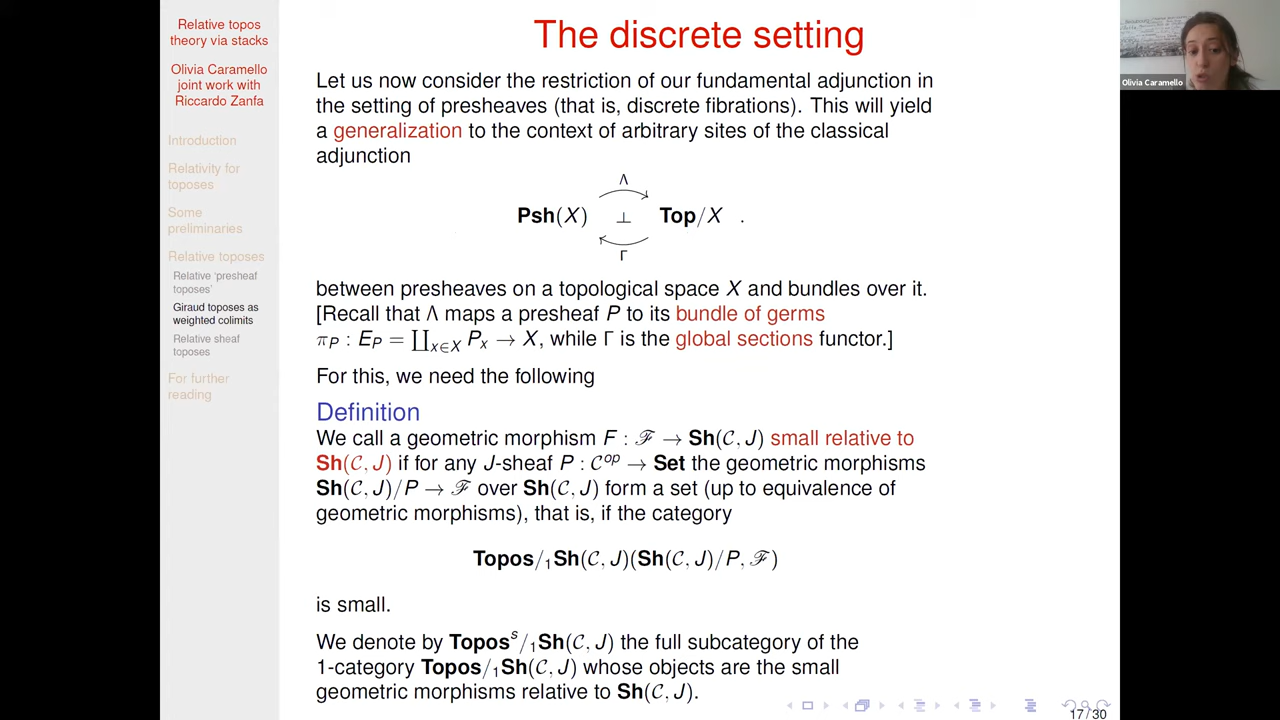 Relative topos
theory via stacks
Olivia Caramello
joint work with
Riccardo Zanfa
Introduction
Relativity for
toposes
Some
preliminaries
Relative toposes
Relative ‘presheaf
toposes’
Giraud toposes as
weighted colimits
Relative sheaf
toposes
For further
reading
The discrete setting
Let us now consider the restriction of our fundamental adjunction in
the setting of presheaves (that is, discrete fibrations). This will yield
a generalization to the context of arbitrary sites of the classical
adjunction
Λ
Psh(X) ⊥ Top/X .
Γ
between presheaves on a topological space X and bundles over it.
[Recall that Λ maps a presheaf P to its bundle of germs
π_P : E_P = ∐_{x∈X} P_x → X, while Γ is the global sections functor.]
For this, we need the following
Definition
We call a geometric morphism F : ℱ → Sh(𝒞, J) small relative to
Sh(𝒞, J) if for any J-sheaf P : 𝒞^{op} → Set the geometric morphisms
Sh(𝒞, J)/P → ℱ over Sh(𝒞, J) form a set (up to equivalence of
geometric morphisms), that is, if the category
Topos/₁Sh(𝒞, J)(Sh(𝒞, J)/P, ℱ)
is small.
We denote by Topos^s/₁Sh(𝒞, J) the full subcategory of the
1-category Topos/₁Sh(𝒞, J) whose objects are the small
geometric morphisms relative to Sh(𝒞, J).
17/30
Olivia Caramello